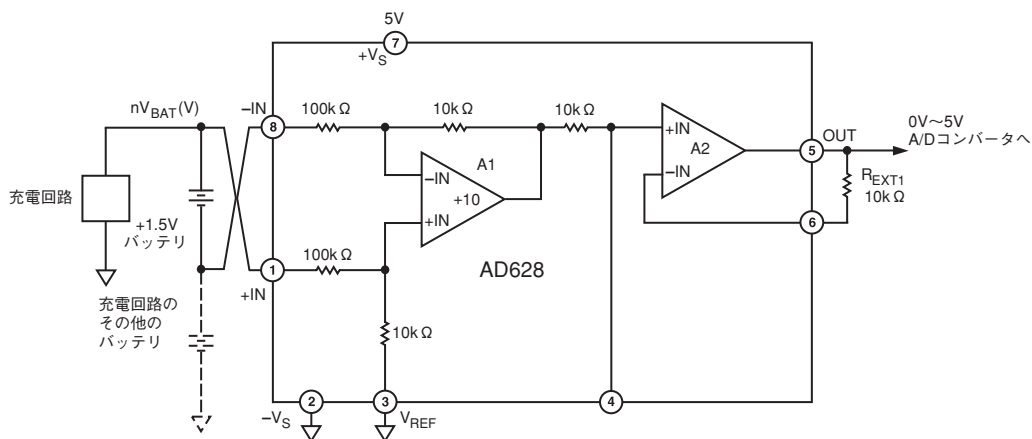 5V
7
+VS
nVBAT(V)
–IN
8
100kΩ
10kΩ
10kΩ
+IN
A2
–IN
5
OUT
0V～5V
A/Dコンバータへ
REXT1
10kΩ
6
A1
–IN
+10
+IN
充電回路
+1.5V
バッテリ
1
+IN
100kΩ
AD628
充電回路の
その他の
バッテリ
10kΩ
–VS
2
3
VREF
4